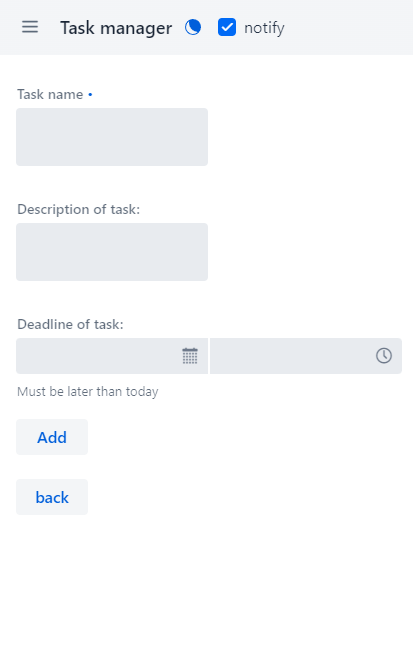 Task manager notify
Task name •
Description of task:
Deadline of task:
Must be later than today
Add
back